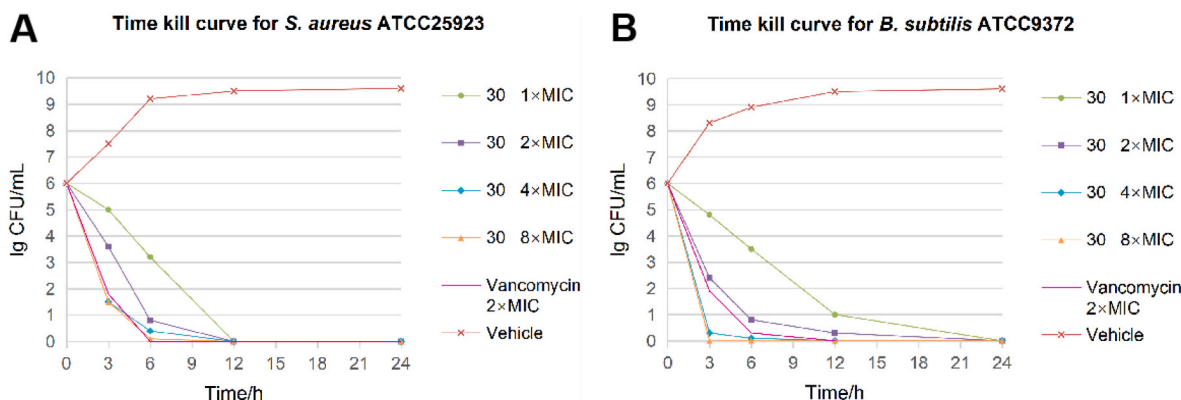 A
Time kill curve for S. aureus ATCC25923
10
9
8
7
6
5
4
3
2
1
0
lg CFU/mL
0 3 6 9 12 15 18 21 24
Time/h
30 1×MIC
30 2×MIC
30 4×MIC
30 8×MIC
Vancomycin
2×MIC
Vehicle
B
Time kill curve for B. subtilis ATCC9372
10
9
8
7
6
5
4
3
2
1
0
lg CFU/mL
0 3 6 9 12 15 18 21 24
Time/h
30 1×MIC
30 2×MIC
30 4×MIC
30 8×MIC
Vancomycin
2×MIC
Vehicle